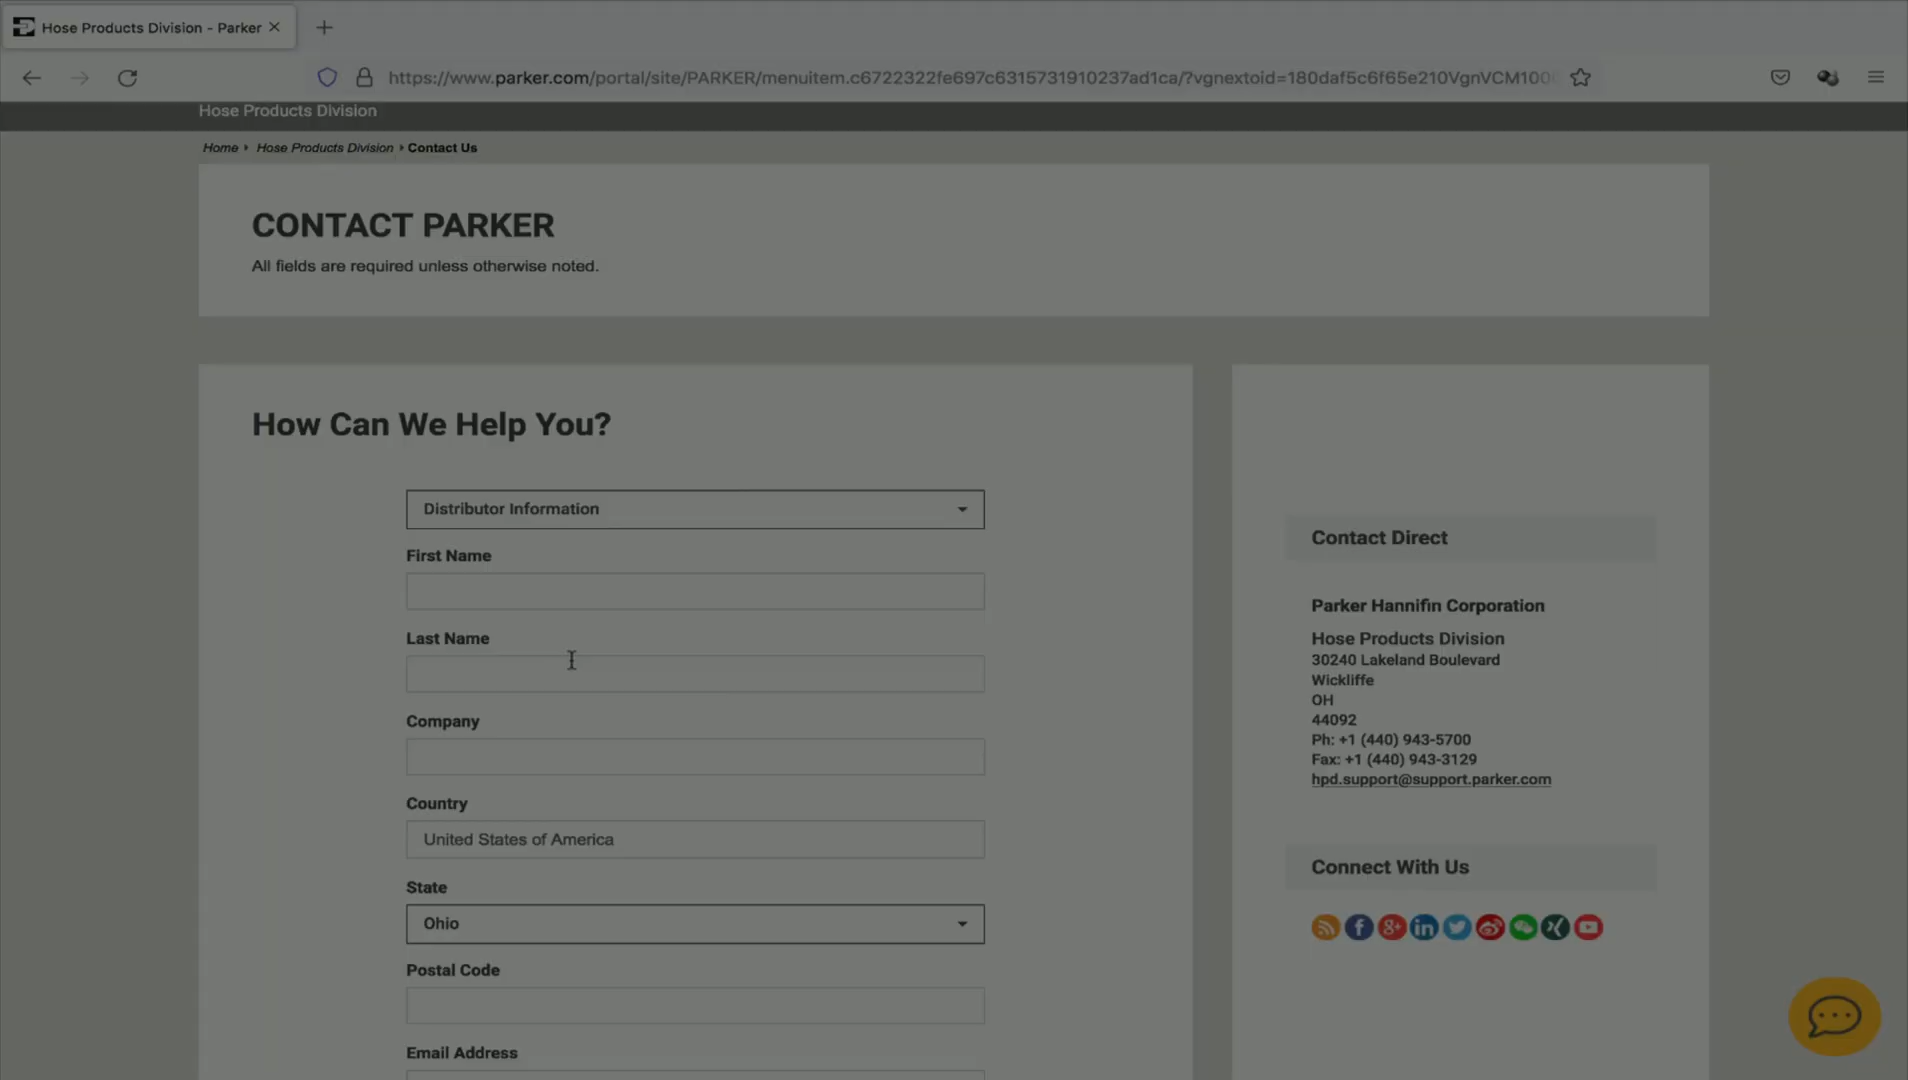 Hose Products Division - Parker
https://www.parker.com/portal/site/PARKER/menuitem.c6722322fe697c6315731910237ad1ca/?vgnextoid=180daf5c6f65e210VgnVCM100
Hose Products Division
Home Hose Products Division Contact Us
CONTACT PARKER
All fields are required unless otherwise noted.
How Can We Help You?
Distributor Information
First Name
Last Name
Company
Country
United States of America
State
Ohio
Postal Code
Email Address
Contact Direct
Parker Hannifin Corporation
Hose Products Division
30240 Lakeland Boulevard
Wickliffe
OH
44092
Ph: +1 (440) 943-5700
Fax: +1 (440) 943-3129
hpd.support@support.parker.com
Connect With Us